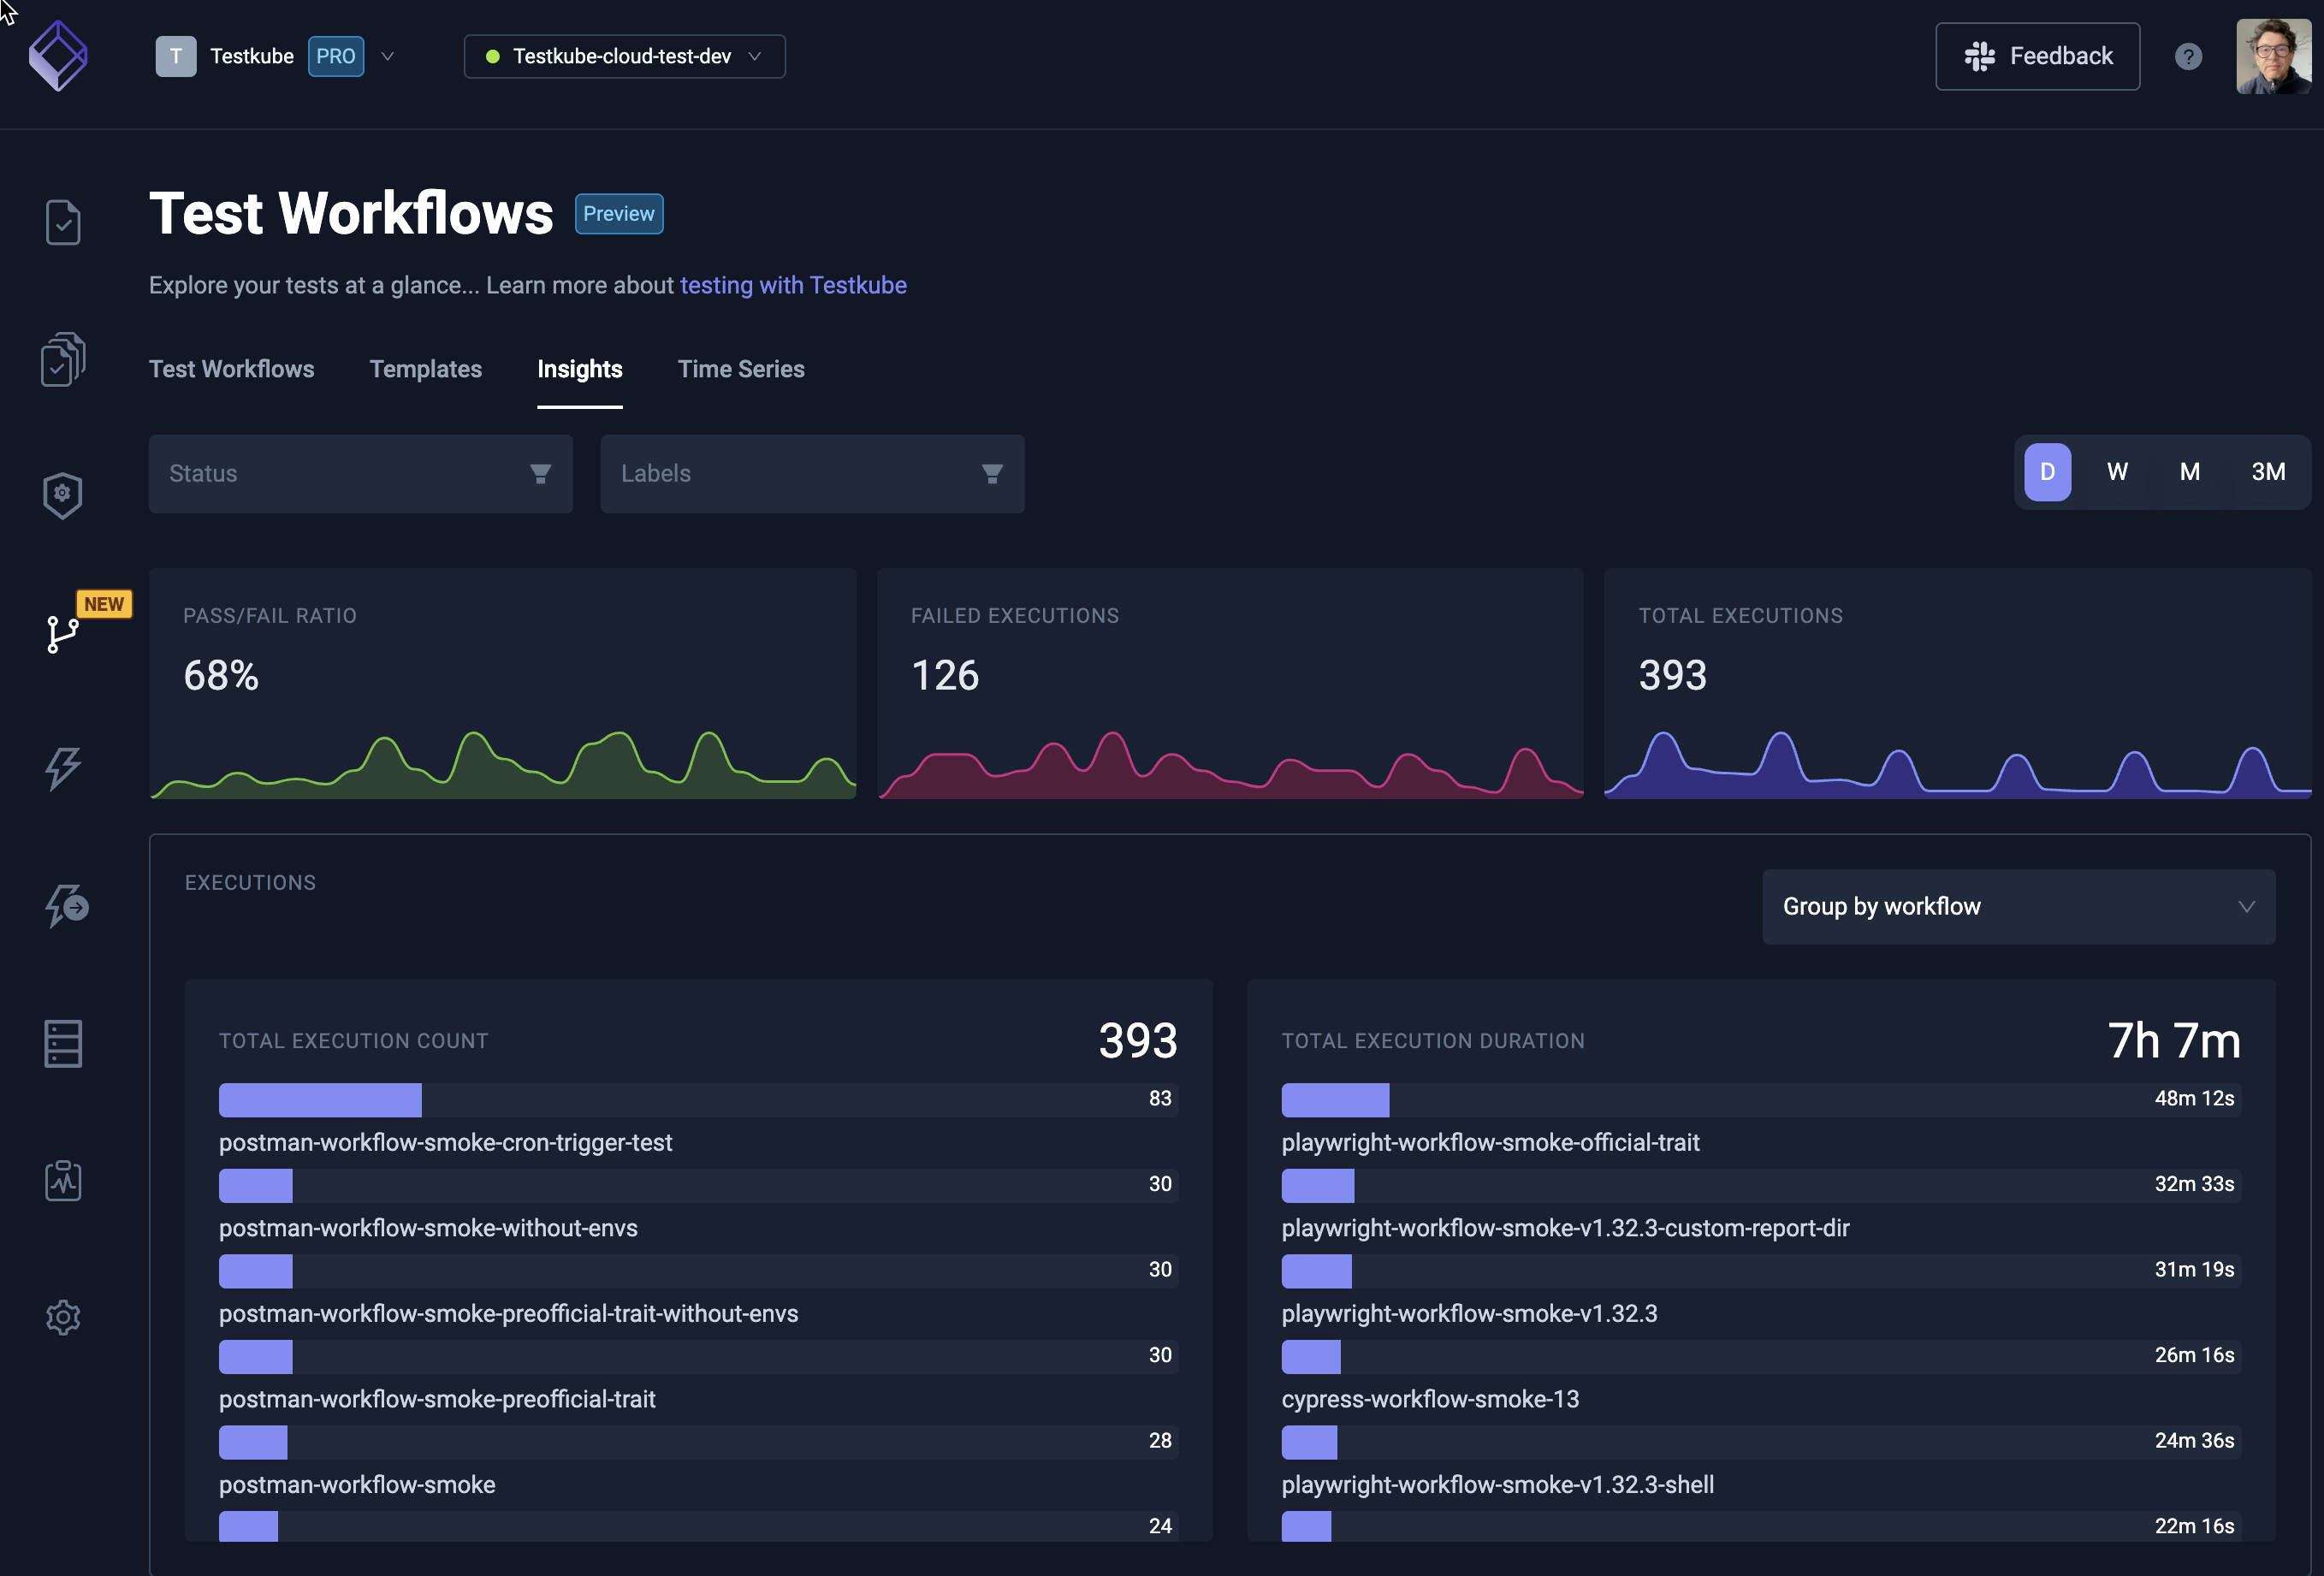 T Testkube PRO Testkube-cloud-test-dev Feedback ?
Test Workflows Preview
Explore your tests at a glance... Learn more about testing with Testkube
Test Workflows Templates Insights Time Series
Status Labels D W M 3M
NEW
PASS/FAIL RATIO
68%
FAILED EXECUTIONS
126
TOTAL EXECUTIONS
393
EXECUTIONS
Group by workflow
TOTAL EXECUTION COUNT 393
83
postman-workflow-smoke-cron-trigger-test
30
postman-workflow-smoke-without-envs
30
postman-workflow-smoke-preofficial-trait-without-envs
30
postman-workflow-smoke-preofficial-trait
28
postman-workflow-smoke
24
TOTAL EXECUTION DURATION 7h 7m
48m 12s
playwright-workflow-smoke-official-trait
32m 33s
playwright-workflow-smoke-v1.32.3-custom-report-dir
31m 19s
playwright-workflow-smoke-v1.32.3
26m 16s
cypress-workflow-smoke-13
24m 36s
playwright-workflow-smoke-v1.32.3-shell
22m 16s